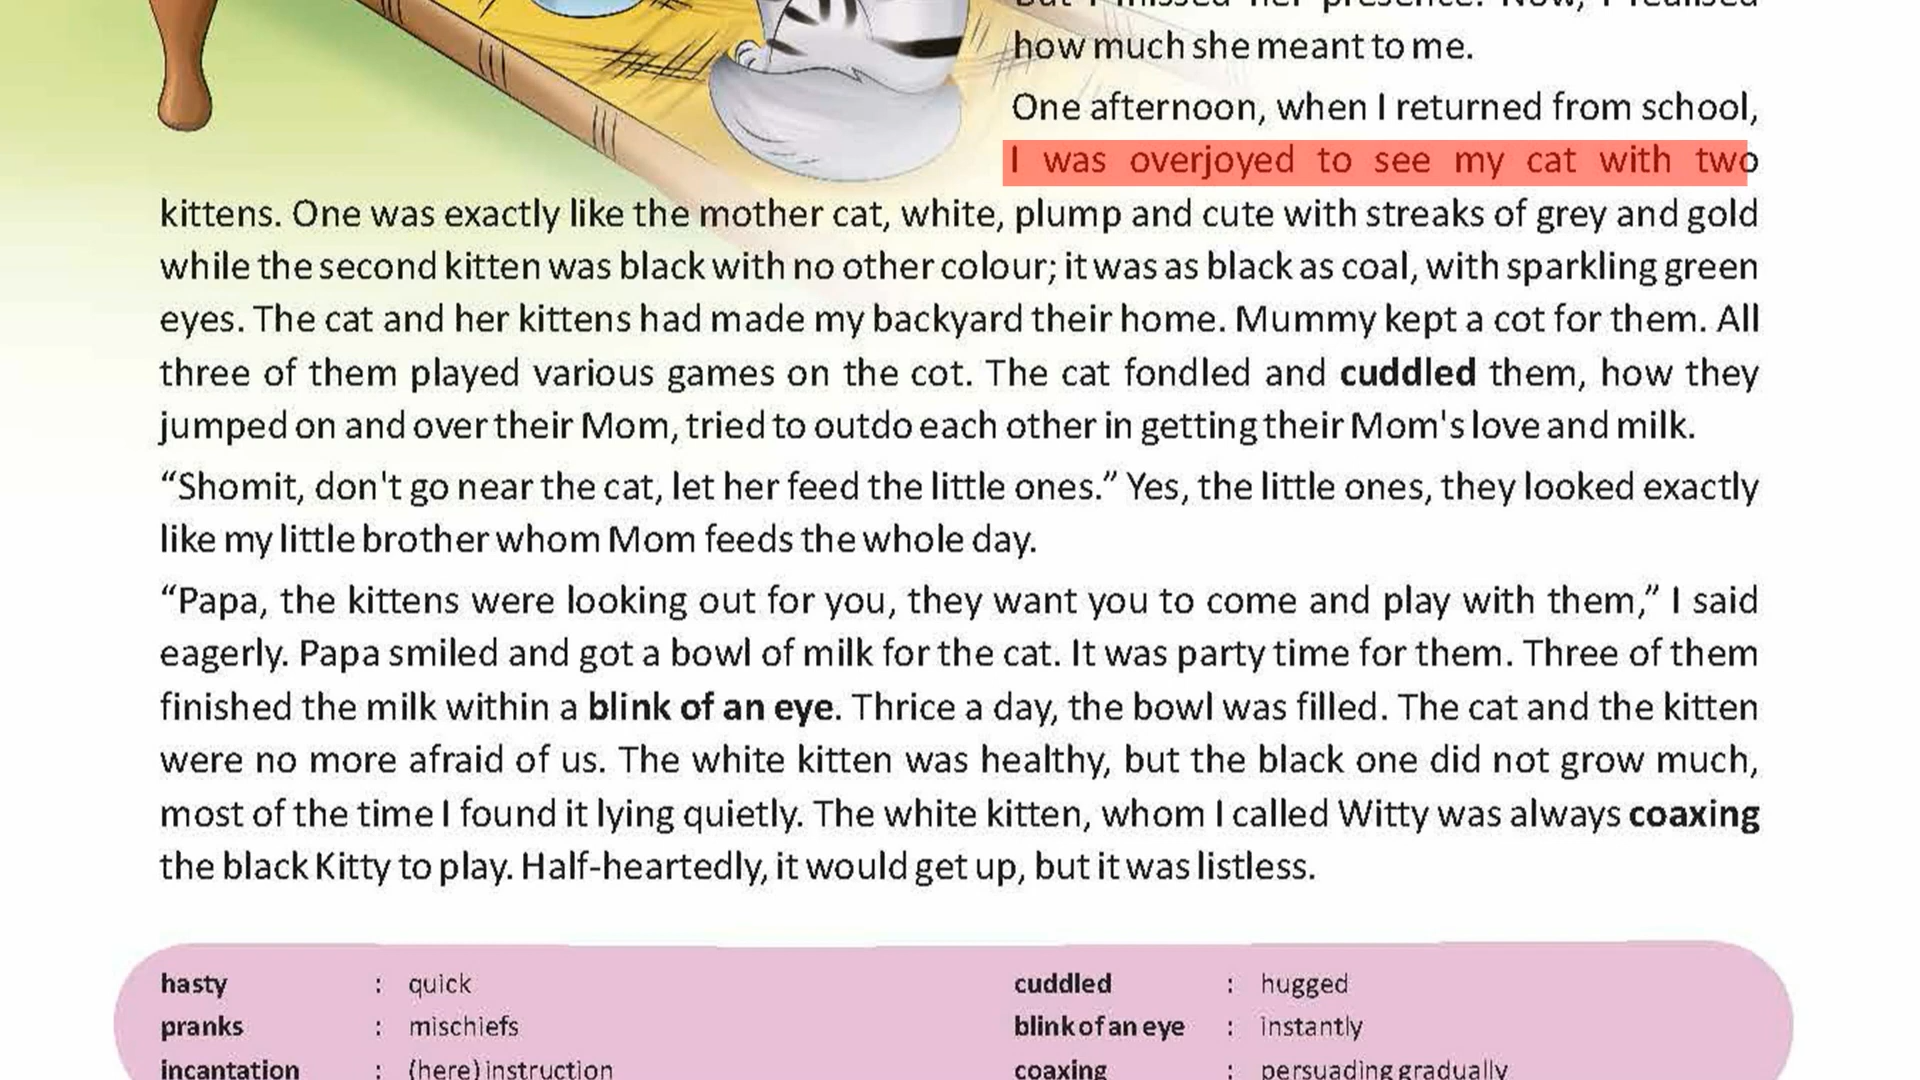 But I missed her presence. Now, I realised
how much she meant to me.
One afternoon, when I returned from school,
I was overjoyed to see my cat with two
kittens. One was exactly like the mother cat, white, plump and cute with streaks of grey and gold
while the second kitten was black with no other colour; it was as black as coal, with sparkling green
eyes. The cat and her kittens had made my backyard their home. Mummy kept a cot for them. All
three of them played various games on the cot. The cat fondled and cuddled them, how they
jumped on and over their Mom, tried to outdo each other in getting their Mom's love and milk.
“Shomit, don't go near the cat, let her feed the little ones.” Yes, the little ones, they looked exactly
like my little brother whom Mom feeds the whole day.
“Papa, the kittens were looking out for you, they want you to come and play with them,” I said
eagerly. Papa smiled and got a bowl of milk for the cat. It was party time for them. Three of them
finished the milk within a blink of an eye. Thrice a day, the bowl was filled. The cat and the kitten
were no more afraid of us. The white kitten was healthy, but the black one did not grow much,
most of the time I found it lying quietly. The white kitten, whom I called Witty was always coaxing
the black Kitty to play. Half-heartedly, it would get up, but it was listless.
hasty : quick
pranks : mischiefs
incantation : (here) instruction
cuddled : hugged
blink of an eye : instantly
coaxing : persuading gradually